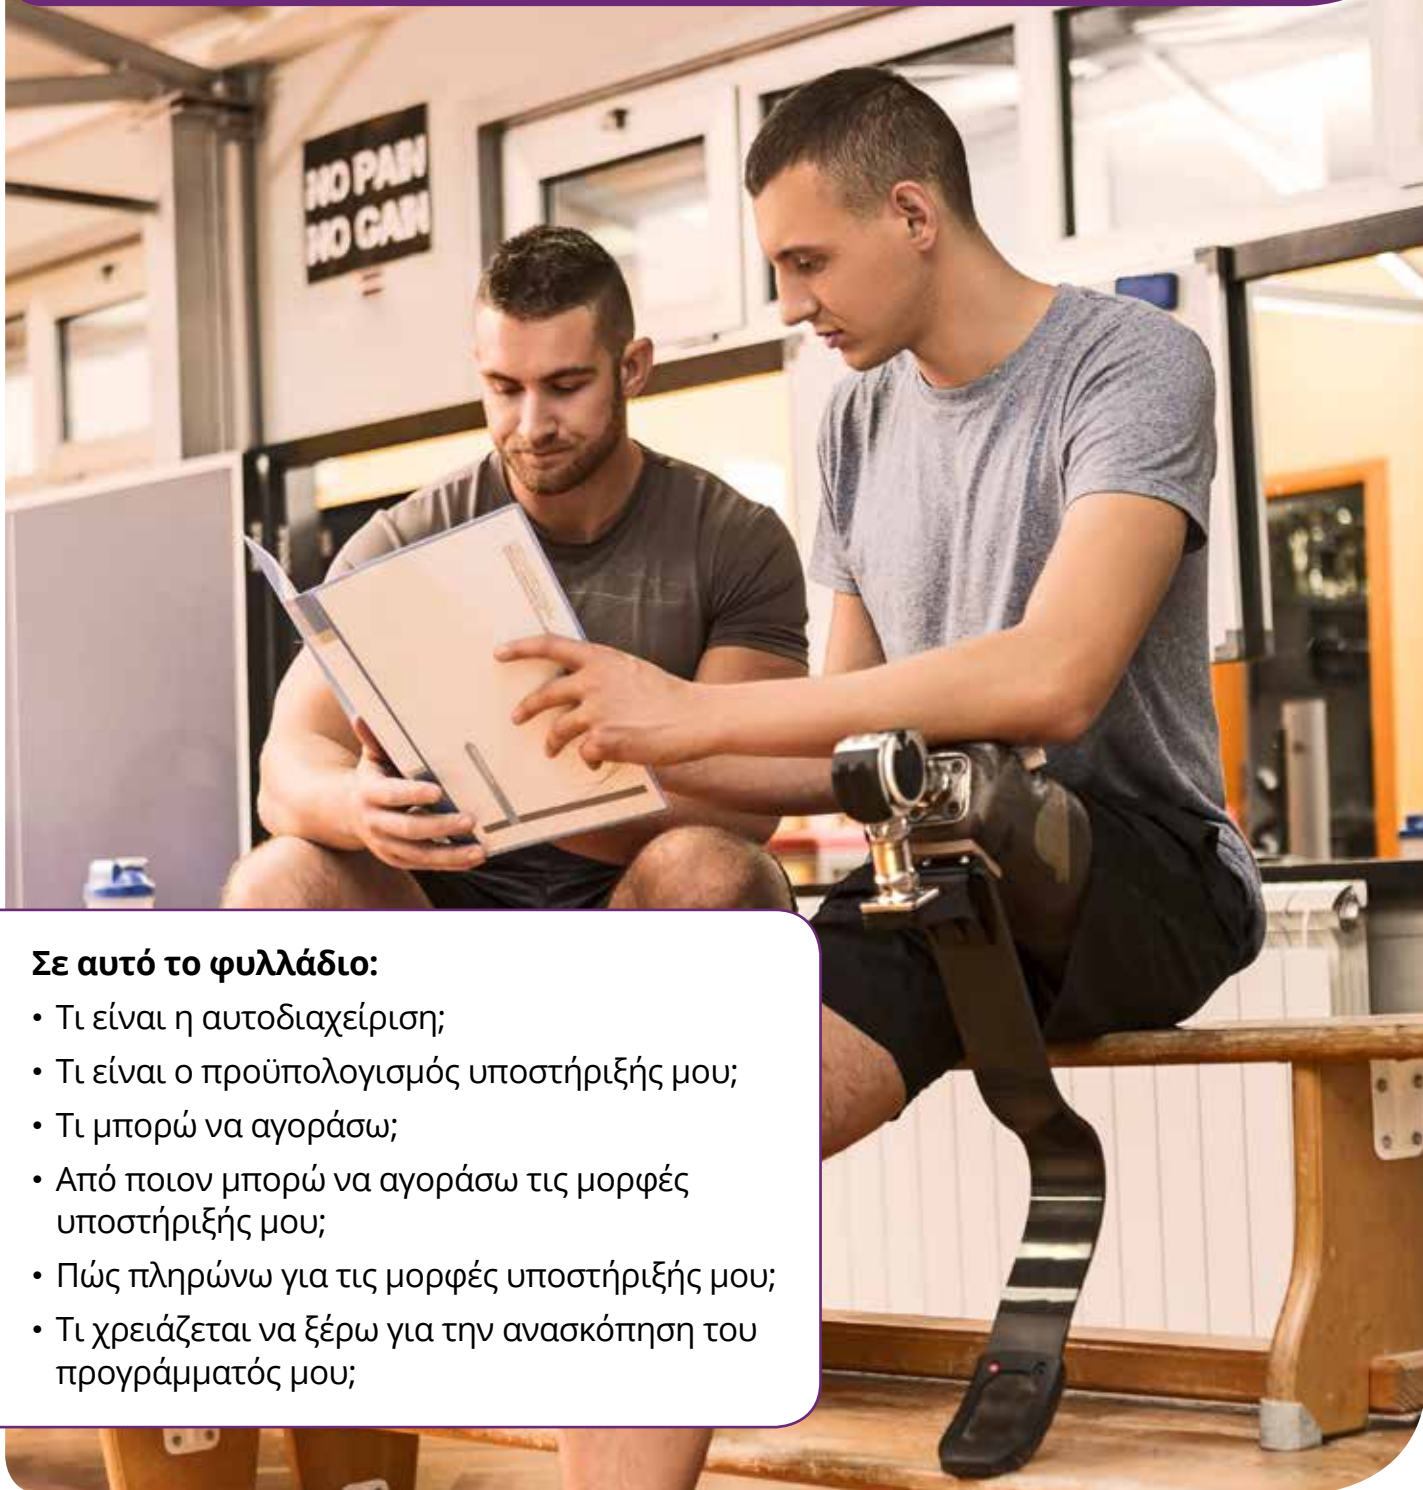 NO PAIN
NO GAIN
Σε αυτό το φυλλάδιο:
• Τι είναι η αυτοδιαχείριση;
• Τι είναι ο προϋπολογισμός υποστήριξής μου;
• Τι μπορώ να αγοράσω;
• Από ποιον μπορώ να αγοράσω τις μορφές
υποστήριξής μου;
• Πώς πληρώνω για τις μορφές υποστήριξής μου;
• Τι χρειάζεται να ξέρω για την ανασκόπηση του
προγράμματός μου;